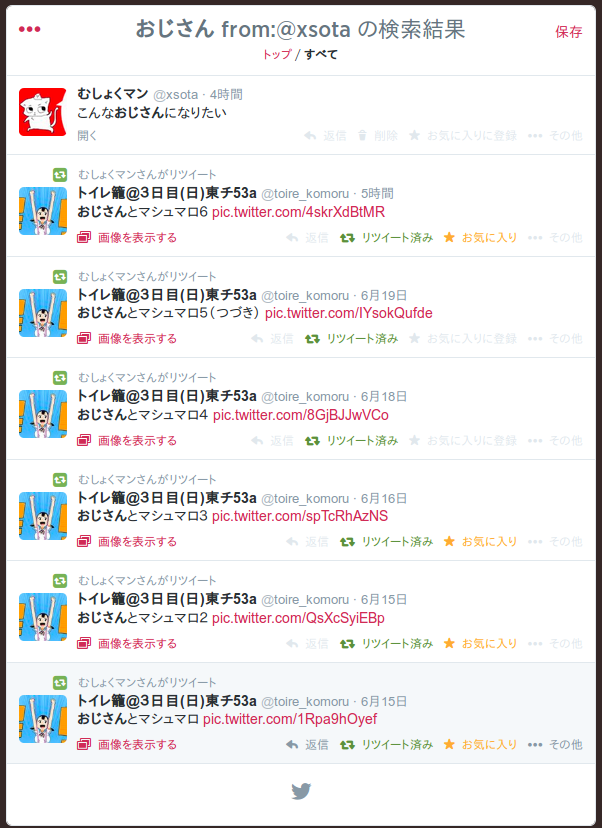 おじさん from:@xsota の検索結果
保存
トップ / すべて
むしょくマン @xsota · 4時間
こんなおじさんになりたい
開く 返信 削除 お気に入りに登録 その他
むしょくマンさんがリツイート
トイレ籠@3日目(日)東チ53a @toire_komoru · 5時間
おじさんとマシュマロ6 pic.twitter.com/4skrXdBtMR
画像を表示する 返信 リツイート済み お気に入り その他
むしょくマンさんがリツイート
トイレ籠@3日目(日)東チ53a @toire_komoru · 6月19日
おじさんとマシュマロ5(つづき) pic.twitter.com/IYsokQufde
画像を表示する 返信 リツイート済み お気に入りに登録 その他
むしょくマンさんがリツイート
トイレ籠@3日目(日)東チ53a @toire_komoru · 6月18日
おじさんとマシュマロ4 pic.twitter.com/8GjBJJwVCo
画像を表示する 返信 リツイート済み お気に入りに登録 その他
むしょくマンさんがリツイート
トイレ籠@3日目(日)東チ53a @toire_komoru · 6月16日
おじさんとマシュマロ3 pic.twitter.com/spTcRhAzNS
画像を表示する 返信 リツイート済み お気に入り その他
むしょくマンさんがリツイート
トイレ籠@3日目(日)東チ53a @toire_komoru · 6月15日
おじさんとマシュマロ2 pic.twitter.com/QsXcSyiEBp
画像を表示する 返信 リツイート済み お気に入り その他
むしょくマンさんがリツイート
トイレ籠@3日目(日)東チ53a @toire_komoru · 6月15日
おじさんとマシュマロ pic.twitter.com/1Rpa9hOyef
画像を表示する 返信 リツイート済み お気に入り その他